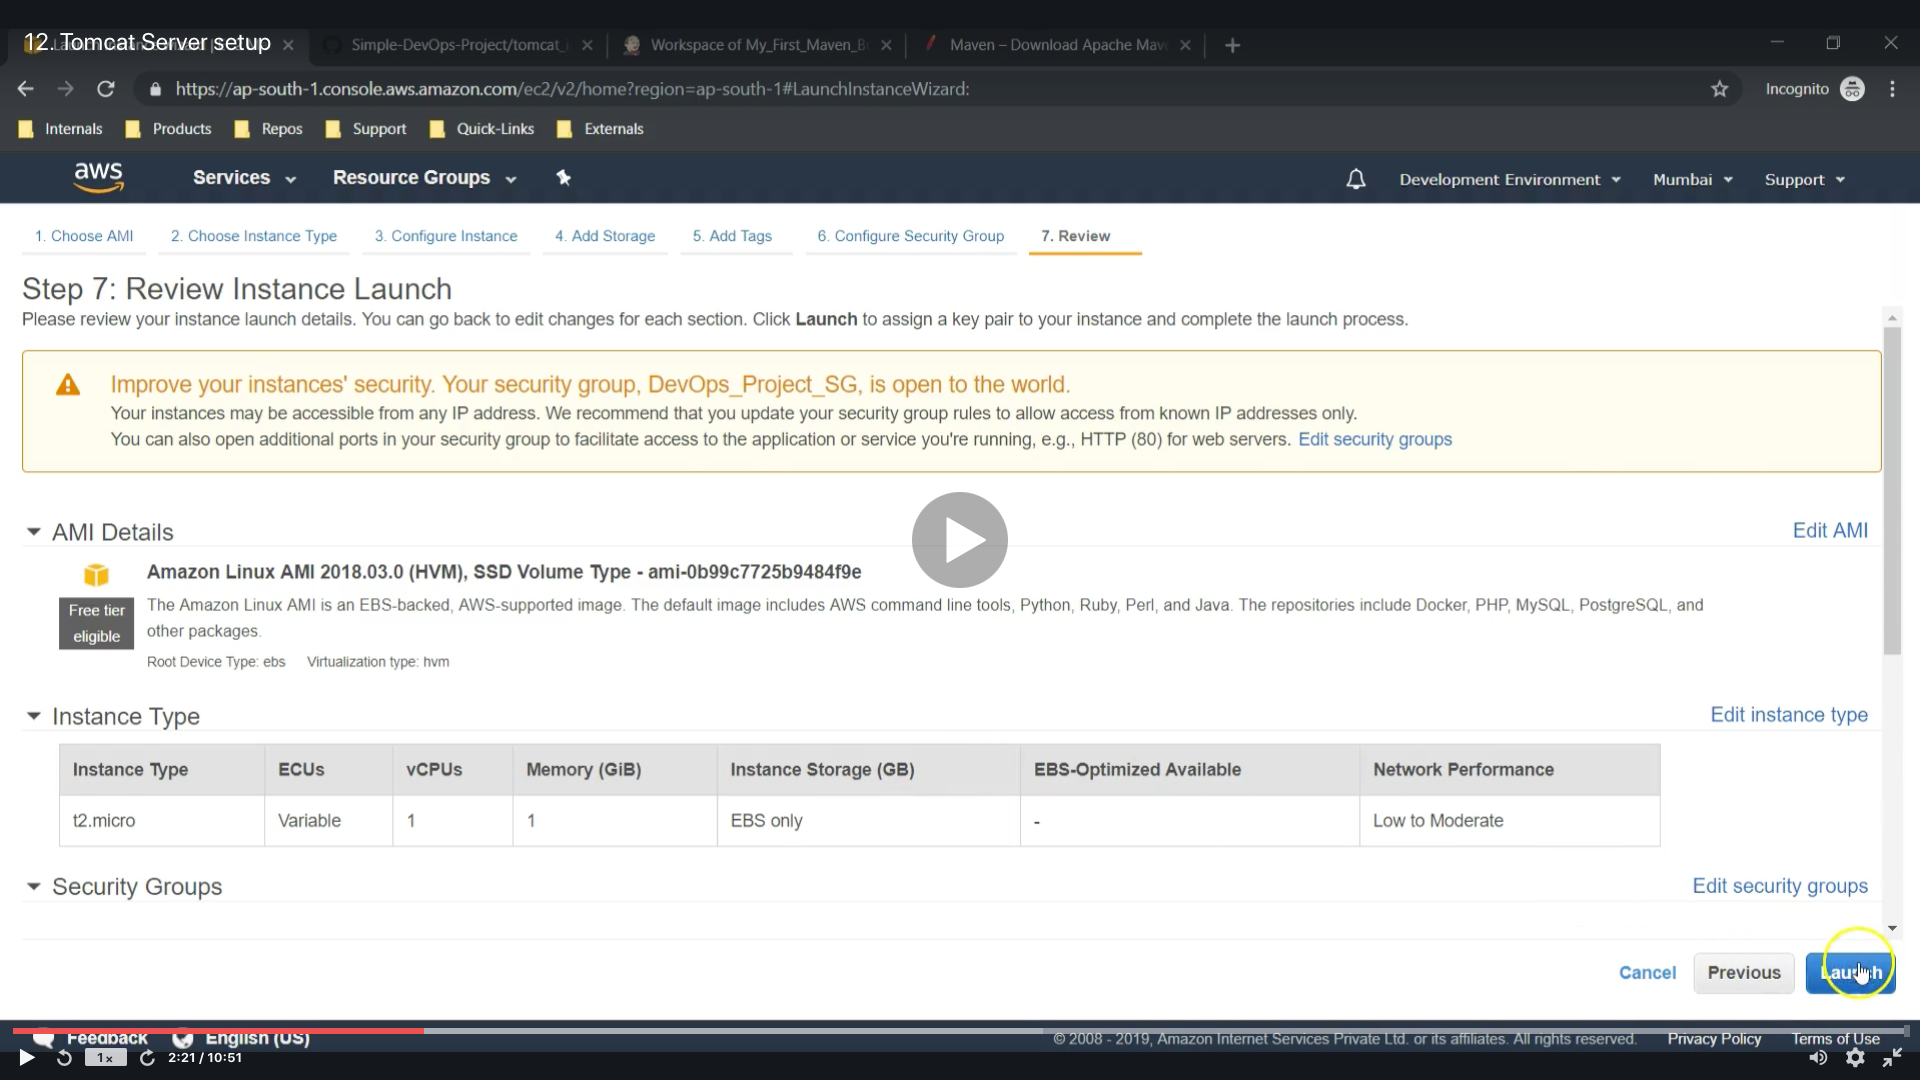 12. Tomcat Server setup
Simple-DevOps-Project/tomcat_
Workspace of My_First_Maven_B
Maven – Download Apache Mav
https://ap-south-1.console.aws.amazon.com/ec2/v2/home?region=ap-south-1#LaunchInstanceWizard:
Incognito
Internals
Products
Repos
Support
Quick-Links
Externals
aws
Services
Resource Groups
Development Environment
Mumbai
Support
1. Choose AMI
2. Choose Instance Type
3. Configure Instance
4. Add Storage
5. Add Tags
6. Configure Security Group
7. Review
Step 7: Review Instance Launch
Please review your instance launch details. You can go back to edit changes for each section. Click Launch to assign a key pair to your instance and complete the launch process.
Improve your instances' security. Your security group, DevOps_Project_SG, is open to the world.
Your instances may be accessible from any IP address. We recommend that you update your security group rules to allow access from known IP addresses only.
You can also open additional ports in your security group to facilitate access to the application or service you're running, e.g., HTTP (80) for web servers. Edit security groups
AMI Details
Edit AMI
Free tier
eligible
Amazon Linux AMI 2018.03.0 (HVM), SSD Volume Type - ami-0b99c7725b9484f9e
The Amazon Linux AMI is an EBS-backed, AWS-supported image. The default image includes AWS command line tools, Python, Ruby, Perl, and Java. The repositories include Docker, PHP, MySQL, PostgreSQL, and
other packages.
Root Device Type: ebs Virtualization type: hvm
Instance Type
Edit instance type
Instance Type ECUs vCPUs Memory (GiB) Instance Storage (GB) EBS-Optimized Available Network Performance
t2.micro Variable 1 1 EBS only - Low to Moderate
Security Groups
Edit security groups
Cancel
Previous
Launch
Feedback
English (US)
© 2008 - 2019, Amazon Internet Services Private Ltd. or its affiliates. All rights reserved.
Privacy Policy
Terms of Use
1x
2:21 / 10:51